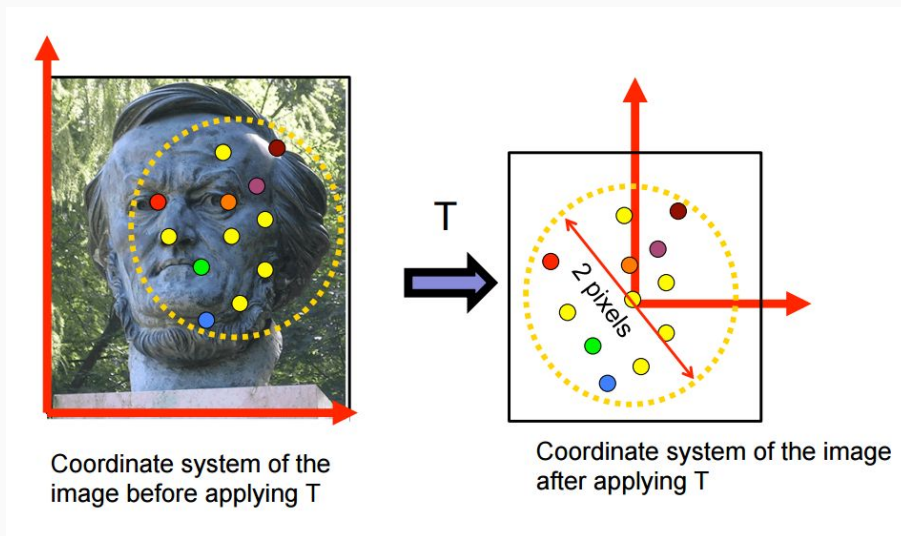 T
2 pixels
Coordinate system of the
image before applying T
Coordinate system of the image
after applying T